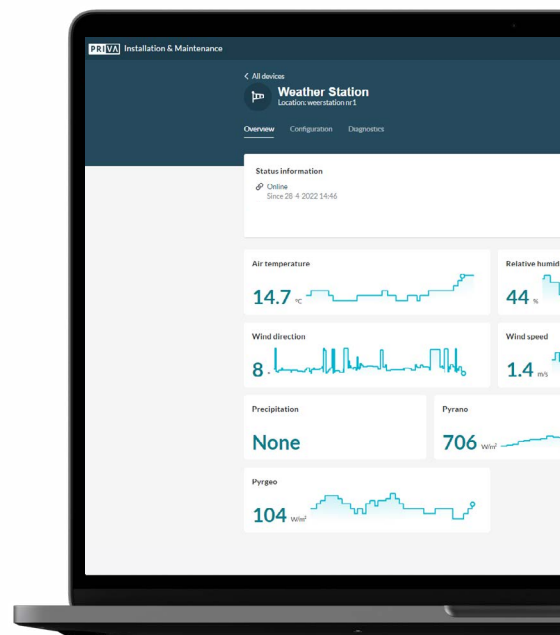 PRIVA Installation & Maintenance
All devices
Weather Station
Location: weerstation nr1
Overview Configuration Diagnostics
Status information
Online
Since 28 4 2022 14:46
Air temperature
14.7 °C
Relative humid
44 %
Wind direction
8 °
Wind speed
1.4 m/s
Precipitation
None
Pyrano
706 W/m²
Pyrgeo
104 W/m²